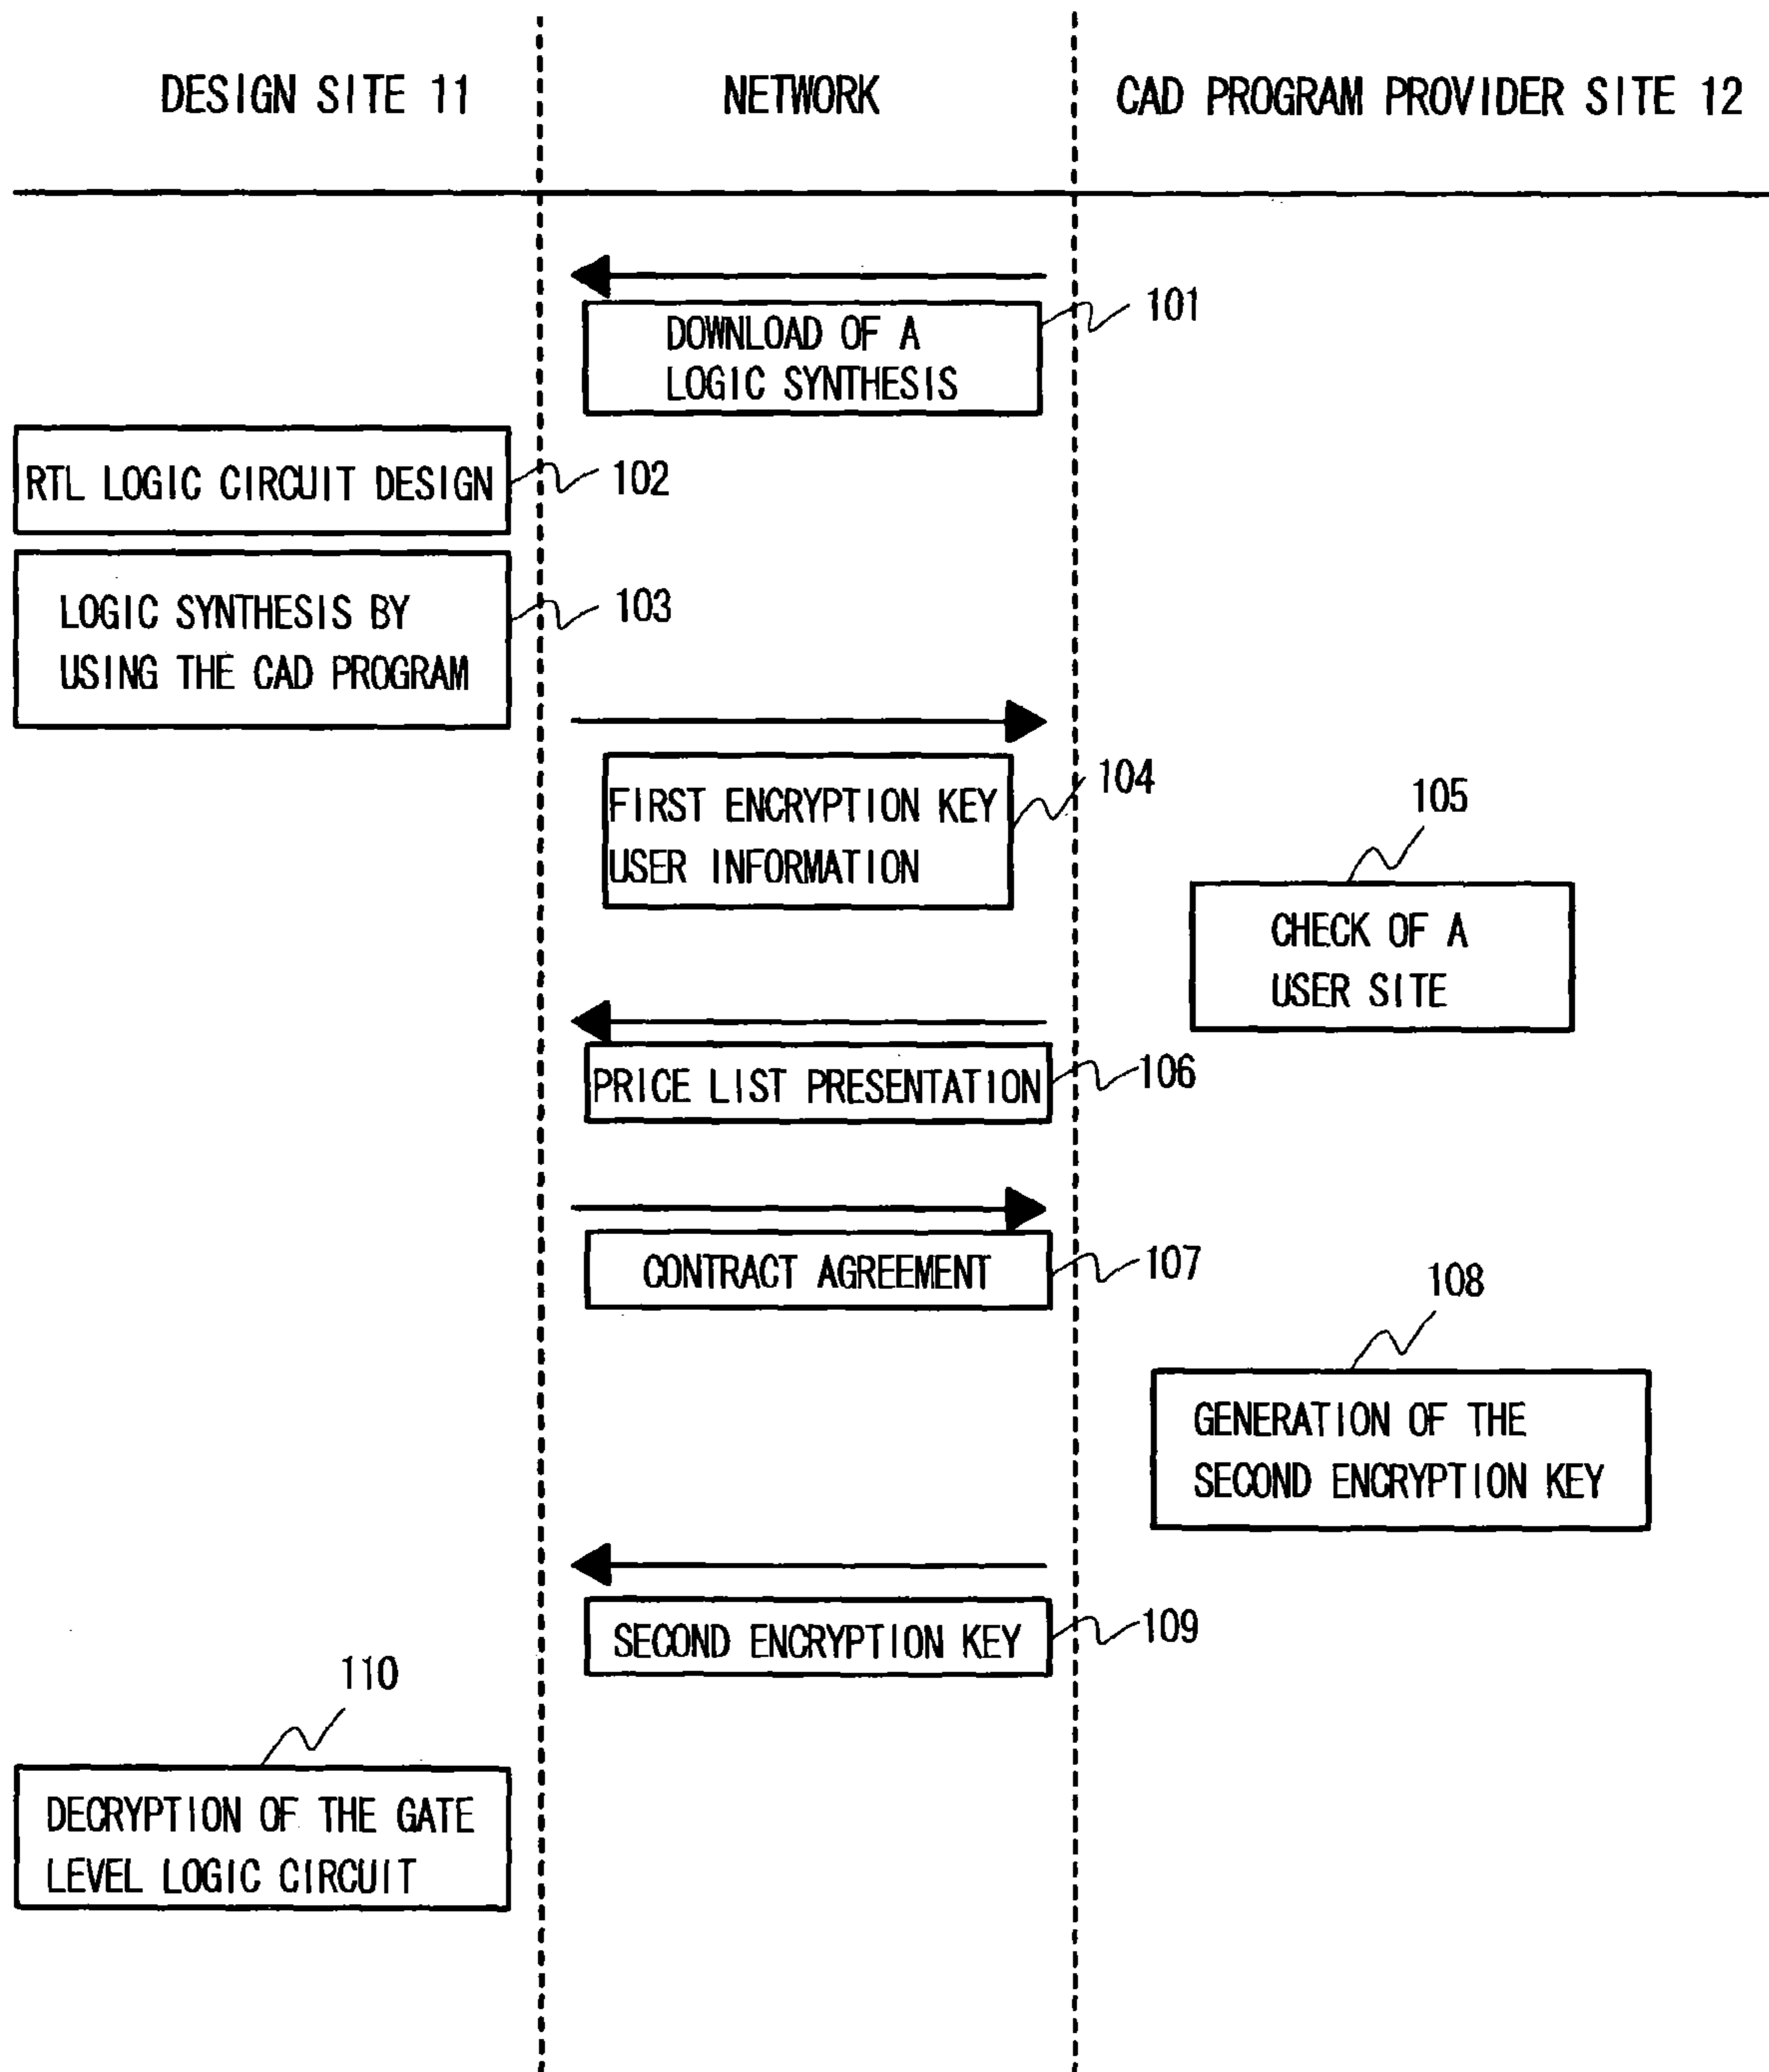 DESIGN SITE 11
NETWORK
CAD PROGRAM PROVIDER SITE 12
101
DOWNLOAD OF A
LOGIC SYNTHESIS
RTL LOGIC CIRCUIT DESIGN
102
LOGIC SYNTHESIS BY
USING THE CAD PROGRAM
103
FIRST ENCRYPTION KEY
USER INFORMATION
104
105
CHECK OF A
USER SITE
PRICE LIST PRESENTATION
106
CONTRACT AGREEMENT
107
108
GENERATION OF THE
SECOND ENCRYPTION KEY
SECOND ENCRYPTION KEY
109
110
DECRYPTION OF THE GATE
LEVEL LOGIC CIRCUIT